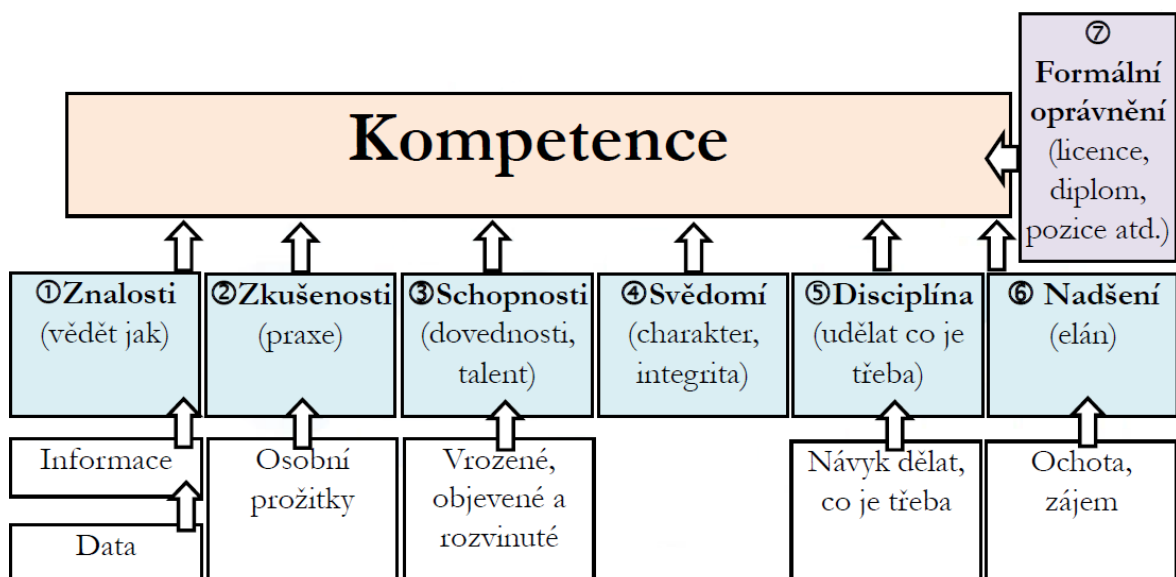 Kompetence
⑦
Formální
oprávnění
(licence,
diplom,
pozice atd.)
①Znalosti
(vědět jak)
②Zkušenosti
(praxe)
③Schopnosti
(dovednosti,
talent)
④Svědomí
(charakter,
integrita)
⑤Disciplína
(udělat co je
třeba)
⑥ Nadšení
(elán)
Informace
Data
Osobní
prožitky
Vrozené,
objevené a
rozvinuté
Návyk dělat,
co je třeba
Ochota,
zájem